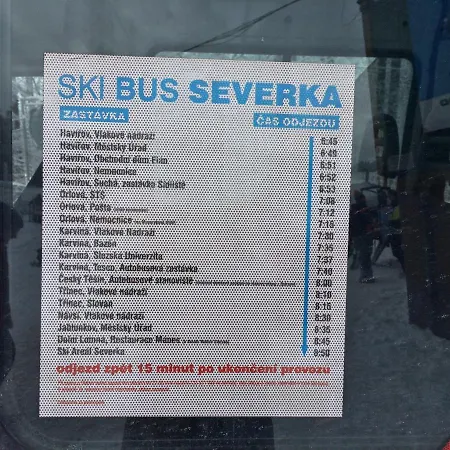 SKI BUS SEVERKA
ZASTÁVKA ČAS ODJEZDU
Havířov, Vlakové nádraží 6:45
Havířov, Městský Úřad 6:49
Havířov, Obchodní dům Elan 6:51
Havířov, Nemocnice 6:52
Havířov, Suchá, zastávka Sídliště 6:53
Orlová, STS 7:08
Orlová, Pošta 7:12
Orlová, Nemocnice 7:15
Karviná, Vlakové Nádraží 7:30
Karviná, Bazén 7:35
Karviná, Slezská Univerzita 7:37
Karviná, Tesco, Autobusová zastávka 7:40
Český Těšín, Autobusové stanoviště 8:00
Třinec, Vlakové nádraží 8:10
Třinec, Slovan 8:15
Návsí, Vlakové nádraží 8:30
Jablunkov, Městský Úřad 8:35
Dolní Lomná, Restaurace Mánes 8:45
Ski Areál Severka 8:50
odjezd zpět 15 minut po ukončení provozu